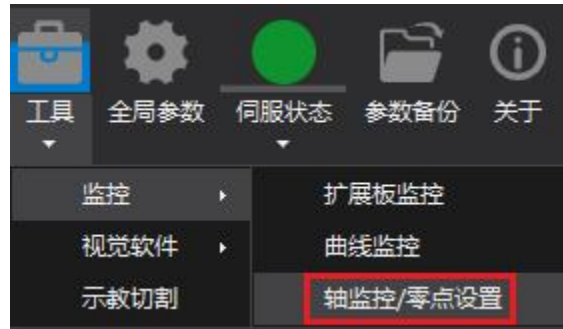 工具 全局参数 伺服状态 参数备份 关于
监控 扩展板监控
视觉软件 曲线监控
示教切割 轴监控/零点设置